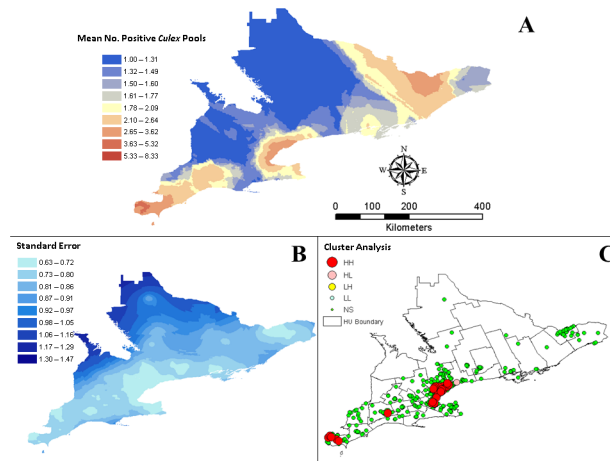 A
Mean No. Positive Culex Pools
1.00 – 1.31
1.32 – 1.49
1.50 – 1.60
1.61 – 1.77
1.78 – 2.09
2.10 – 2.64
2.65 – 3.62
3.63 – 5.32
5.33 – 8.33
N
W E
S
0 100 200 400
Kilometers
B
Standard Error
0.63 – 0.72
0.73 – 0.80
0.81 – 0.86
0.87 – 0.91
0.92 – 0.97
0.98 – 1.05
1.06 – 1.16
1.17 – 1.29
1.30 – 1.47
C
Cluster Analysis
HH
HL
LH
LL
NS
HU Boundary